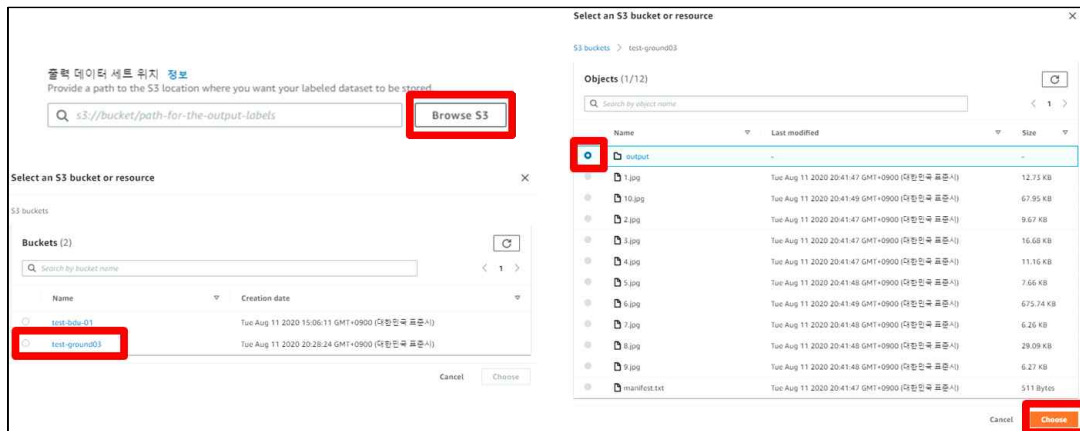 출력 데이터 세트 위치 정보
Provide a path to the S3 location where you want your labeled dataset to be stored.
s3://bucket/path-for-the-output-labels
Browse S3
Select an S3 bucket or resource
S3 buckets
Buckets (2)
Search by bucket name
1
Name Creation date
test-bdu-01 Tue Aug 11 2020 15:06:11 GMT+0900 (대한민국 표준시)
test-ground03 Tue Aug 11 2020 20:28:24 GMT+0900 (대한민국 표준시)
Cancel Choose
Select an S3 bucket or resource
S3 buckets > test-ground03
Objects (1/12)
Search by object name
1
Name Last modified Size
output - -
1.jpg Tue Aug 11 2020 20:41:47 GMT+0900 (대한민국 표준시) 12.73 KB
10.jpg Tue Aug 11 2020 20:41:49 GMT+0900 (대한민국 표준시) 67.95 KB
2.jpg Tue Aug 11 2020 20:41:47 GMT+0900 (대한민국 표준시) 9.67 KB
3.jpg Tue Aug 11 2020 20:41:47 GMT+0900 (대한민국 표준시) 16.68 KB
4.jpg Tue Aug 11 2020 20:41:47 GMT+0900 (대한민국 표준시) 11.16 KB
5.jpg Tue Aug 11 2020 20:41:48 GMT+0900 (대한민국 표준시) 7.66 KB
6.jpg Tue Aug 11 2020 20:41:49 GMT+0900 (대한민국 표준시) 675.74 KB
7.jpg Tue Aug 11 2020 20:41:48 GMT+0900 (대한민국 표준시) 6.26 KB
8.jpg Tue Aug 11 2020 20:41:48 GMT+0900 (대한민국 표준시) 29.09 KB
9.jpg Tue Aug 11 2020 20:41:48 GMT+0900 (대한민국 표준시) 6.27 KB
manifest.txt Tue Aug 11 2020 20:41:47 GMT+0900 (대한민국 표준시) 511 Bytes
Cancel Choose